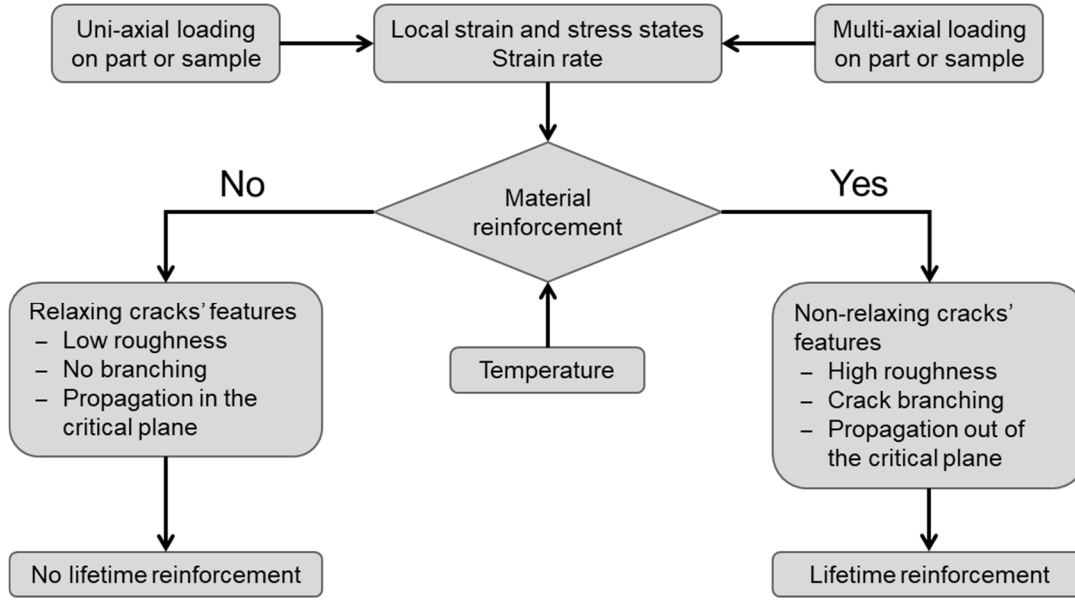 Uni-axial loading
on part or sample
Local strain and stress states
Strain rate
Multi-axial loading
on part or sample
No
Yes
Material
reinforcement
Relaxing cracks' features
– Low roughness
– No branching
– Propagation in the
critical plane
Temperature
Non-relaxing cracks'
features
– High roughness
– Crack branching
– Propagation out of
the critical plane
No lifetime reinforcement
Lifetime reinforcement